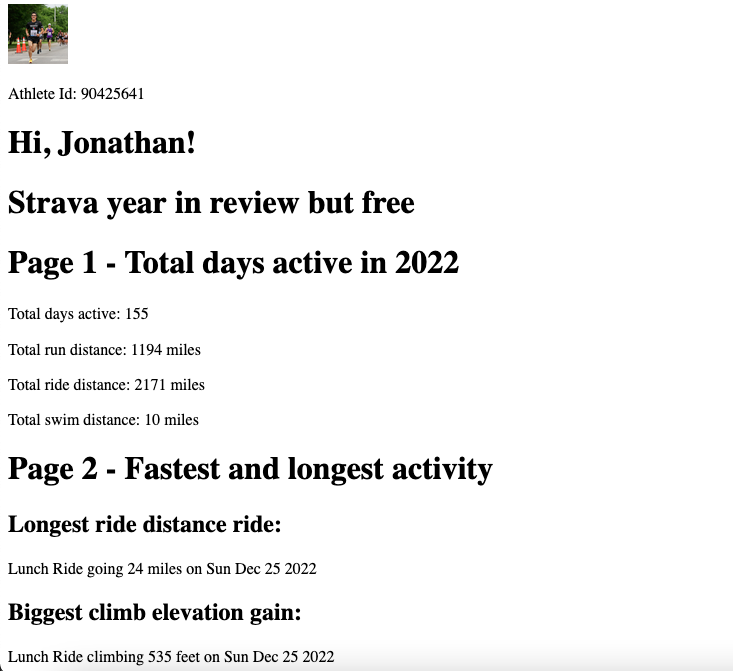 Athlete Id: 90425641
Hi, Jonathan!
Strava year in review but free
Page 1 - Total days active in 2022
Total days active: 155
Total run distance: 1194 miles
Total ride distance: 2171 miles
Total swim distance: 10 miles
Page 2 - Fastest and longest activity
Longest ride distance ride:
Lunch Ride going 24 miles on Sun Dec 25 2022
Biggest climb elevation gain:
Lunch Ride climbing 535 feet on Sun Dec 25 2022